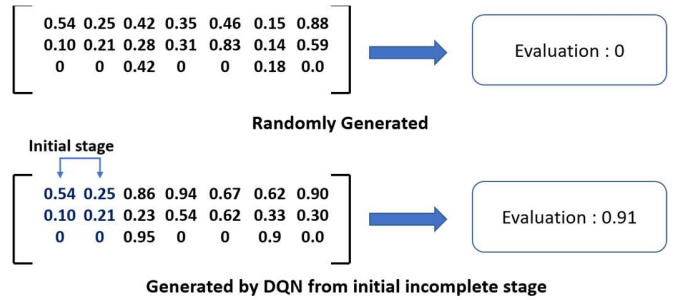 0.54 0.25 0.42 0.35 0.46 0.15 0.88
0.10 0.21 0.28 0.31 0.83 0.14 0.59
0 0 0.42 0 0 0.18 0.0
Evaluation : 0
Randomly Generated
Initial stage
0.54 0.25 0.86 0.94 0.67 0.62 0.90
0.10 0.21 0.23 0.54 0.62 0.33 0.30
0 0 0.95 0 0 0.9 0.0
Evaluation : 0.91
Generated by DQN from initial incomplete stage